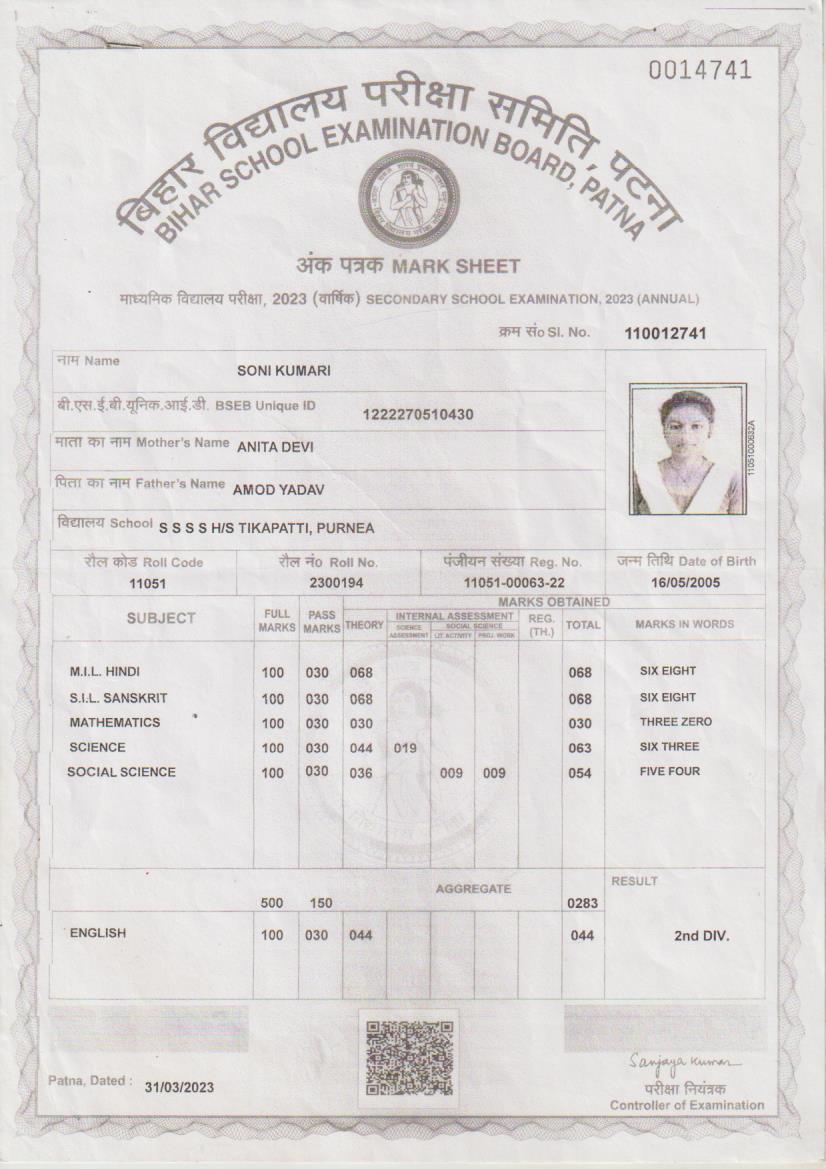 0014741
बिहार विद्यालय परीक्षा समिति, पटना
BIHAR SCHOOL EXAMINATION BOARD, PATNA
अंक पत्रक MARK SHEET
माध्यमिक विद्यालय परीक्षा, 2023 (वार्षिक) SECONDARY SCHOOL EXAMINATION, 2023 (ANNUAL)
क्रम सं० Sl. No. 110012741
नाम Name SONI KUMARI
बी.एस.ई.बी.यूनिक.आई.डी. BSEB Unique ID 1222270510430
माता का नाम Mother's Name ANITA DEVI
पिता का नाम Father's Name AMOD YADAV
विद्यालय School S S S S H/S TIKAPATTI, PURNEA
11051000632A
रौल कोड Roll Code रौल नं० Roll No. पंजीयन संख्या Reg. No. जन्म तिथि Date of Birth
11051 2300194 11051-00063-22 16/05/2005
MARKS OBTAINED
SUBJECT FULL MARKS PASS MARKS THEORY INTERNAL ASSESSMENT REG. (TH.) TOTAL MARKS IN WORDS
SCIENCE ASSESSMENT SOCIAL SCIENCE LIT. ACTIVITY PROJ. WORK
M.I.L. HINDI 100 030 068 068 SIX EIGHT
S.I.L. SANSKRIT 100 030 068 068 SIX EIGHT
MATHEMATICS 100 030 030 030 THREE ZERO
SCIENCE 100 030 044 019 063 SIX THREE
SOCIAL SCIENCE 100 030 036 009 009 054 FIVE FOUR
500 150 AGGREGATE 0283 RESULT
ENGLISH 100 030 044 044 2nd DIV.
Sanjaya Kumar
Patna, Dated : 31/03/2023
परीक्षा नियंत्रक
Controller of Examination